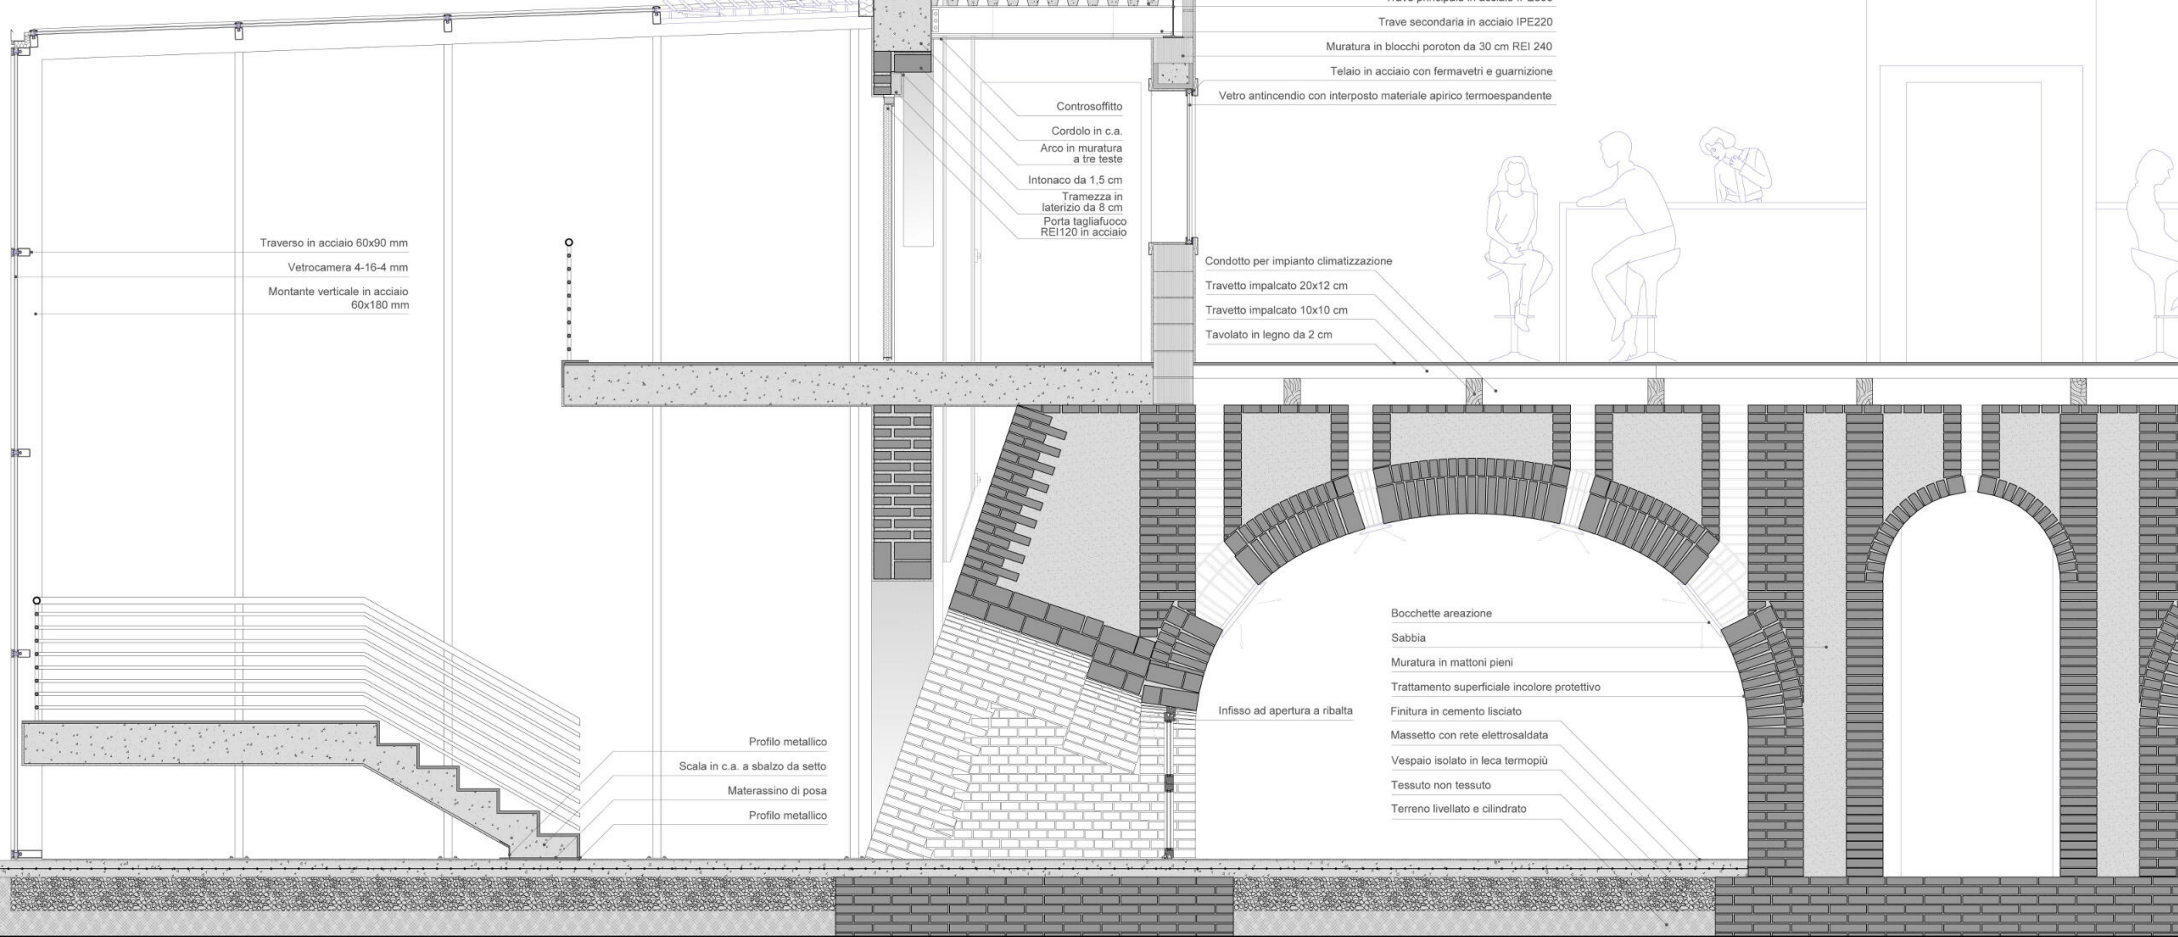 Trave secondaria in acciaio IPE220
Muratura in blocchi poroton da 30 cm REI 240
Telaio in acciaio con fermavetri e guarnizione
Vetro antincendio con interposto materiale apirico termoespandente
Controsoffitto
Cordolo in c.a.
Arco in muratura
a tre teste
Intonaco da 1,5 cm
Tramezza in
laterizio da 8 cm
Porta tagliafuoco
REI120 in acciaio
Traverso in acciaio 60x90 mm
Vetrocamera 4-16-4 mm
Montante verticale in acciaio
60x180 mm
Condotto per impianto climatizzazione
Travetto impalcato 20x12 cm
Travetto impalcato 10x10 cm
Tavolato in legno da 2 cm
Bocchette areazione
Sabbia
Muratura in mattoni pieni
Trattamento superficiale incolore protettivo
Finitura in cemento lisciato
Massetto con rete elettrosaldata
Vespaio isolato in leca termopiù
Tessuto non tessuto
Terreno livellato e cilindrato
Infisso ad apertura a ribalta
Profilo metallico
Scala in c.a. a sbalzo da setto
Materassino di posa
Profilo metallico